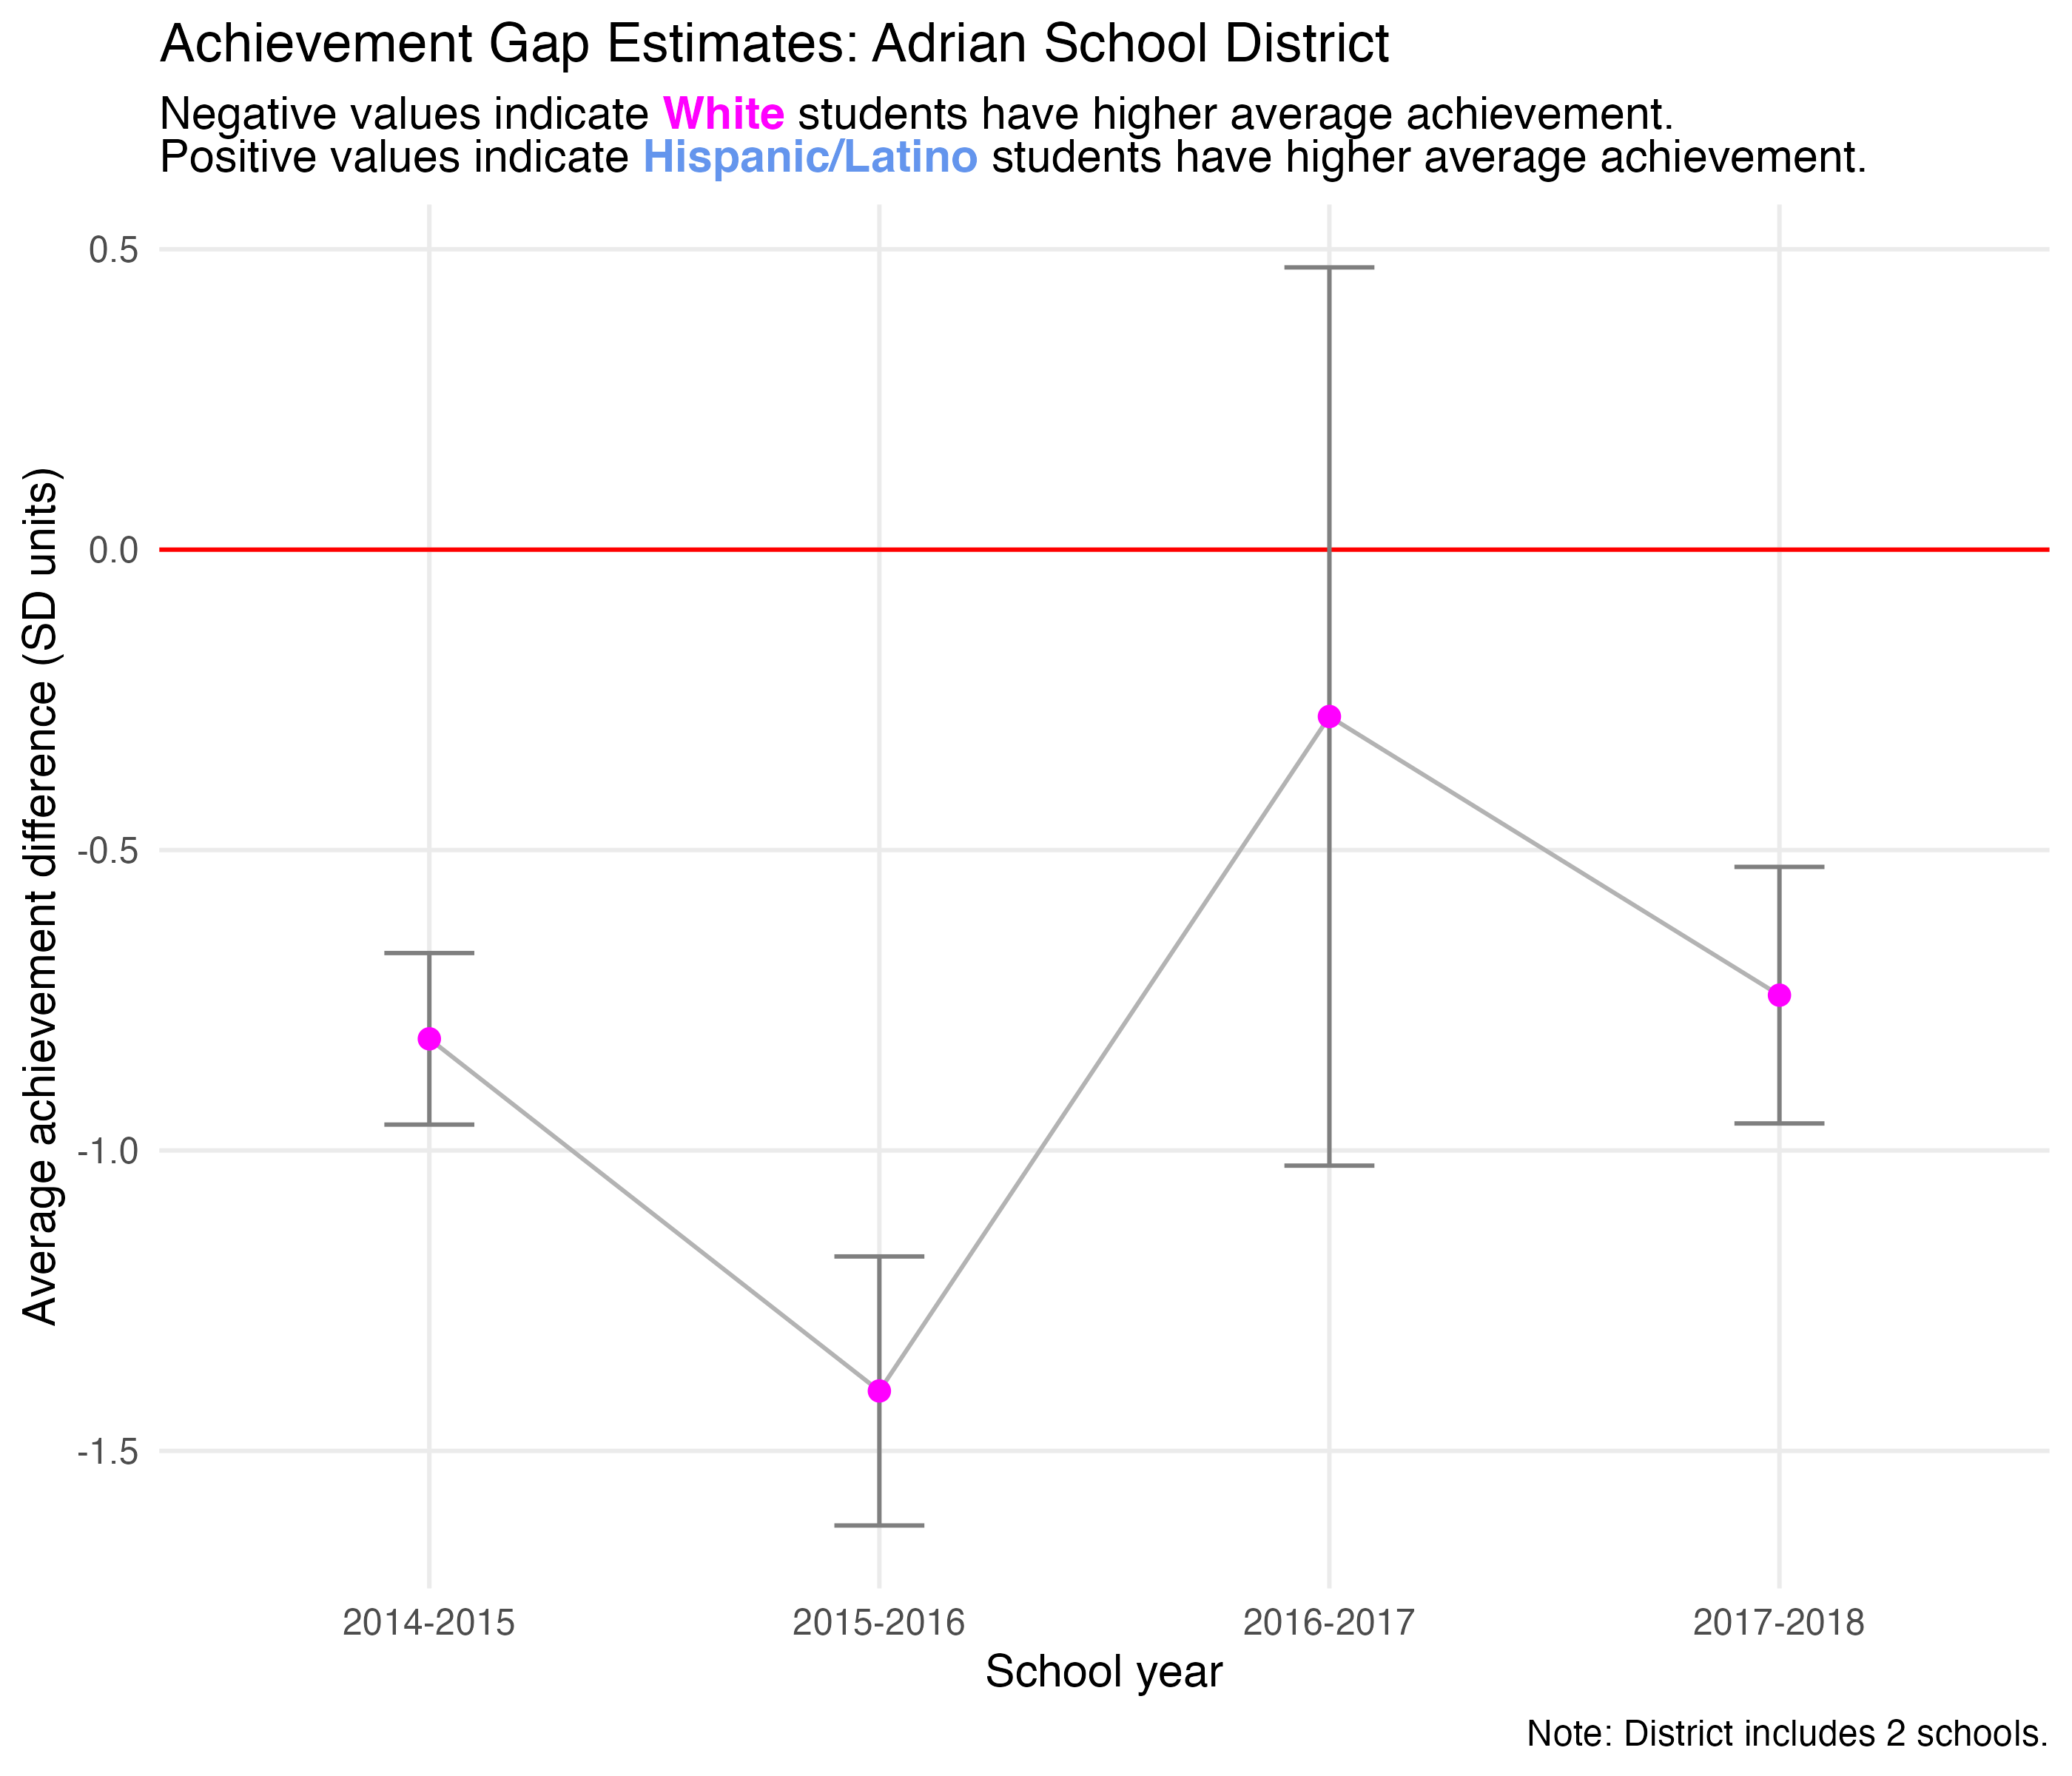 Achievement Gap Estimates: Adrian School District
Negative values indicate White students have higher average achievement.
Positive values indicate Hispanic/Latino students have higher average achievement.
Average achievement difference (SD units)
0.5
0.0
-0.5
-1.0
-1.5
2014-2015
2015-2016
2016-2017
2017-2018
School year
Note: District includes 2 schools.